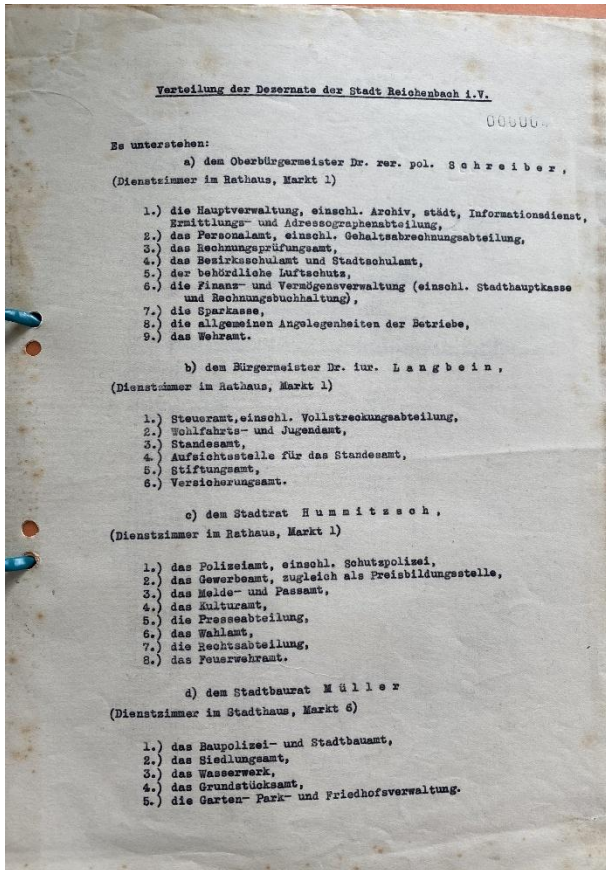 Verteilung der Dezernate der Stadt Reichenbach i.V.
00000
Es unterstehen:
a) dem Oberbürgermeister Dr. rer. pol. S c h r e i b e r ,
(Dienstzimmer im Rathaus, Markt 1)
1.) die Hauptverwaltung, einschl. Archiv, städt, Informationsdienst,
Ermittlungs- und Adressographenabteilung,
2.) das Personalamt, einschl. Gehaltsabrechnungsabteilung,
3.) das Rechnungsprüfungsamt,
4.) das Bezirksschulamt und Stadtschulamt,
5.) der behördliche Luftschutz,
6.) die Finanz- und Vermögensverwaltung (einschl. Stadthauptkasse
und Rechnungsbuchhaltung),
7.) die Sparkasse,
8.) die allgemeinen Angelegenheiten der Betriebe,
9.) das Wehramt.
b) dem Bürgermeister Dr. iur. L a n g b e i n ,
(Dienstzimmer im Rathaus, Markt 1)
1.) Steueramt,einschl. Vollstreckungsabteilung,
2.) Wohlfahrts- und Jugendamt,
3.) Standesamt,
4.) Aufsichtsstelle für das Standesamt,
5.) Stiftungsamt,
6.) Versicherungsamt.
c) dem Stadtrat H u m m i t z s c h ,
(Dienstzimmer im Rathaus, Markt 1)
1.) das Polizeiamt, einschl. Schutzpolizei,
2.) das Gewerbeamt, zugleich als Preisbildungsstelle,
3.) das Melde- und Passamt,
4.) das Kulturamt,
5.) die Presseabteilung,
6.) das Wahlamt,
7.) die Rechtsabteilung,
8.) das Feuerwehramt.
d) dem Stadtbaurat M ü l l e r
(Dienstzimmer im Stadthaus, Markt 6)
1.) das Baupolizei- und Stadtbauamt,
2.) das Siedlungsamt,
3.) das Wasserwerk,
4.) das Grundstücksamt,
5.) die Garten- Park- und Friedhofsverwaltung.